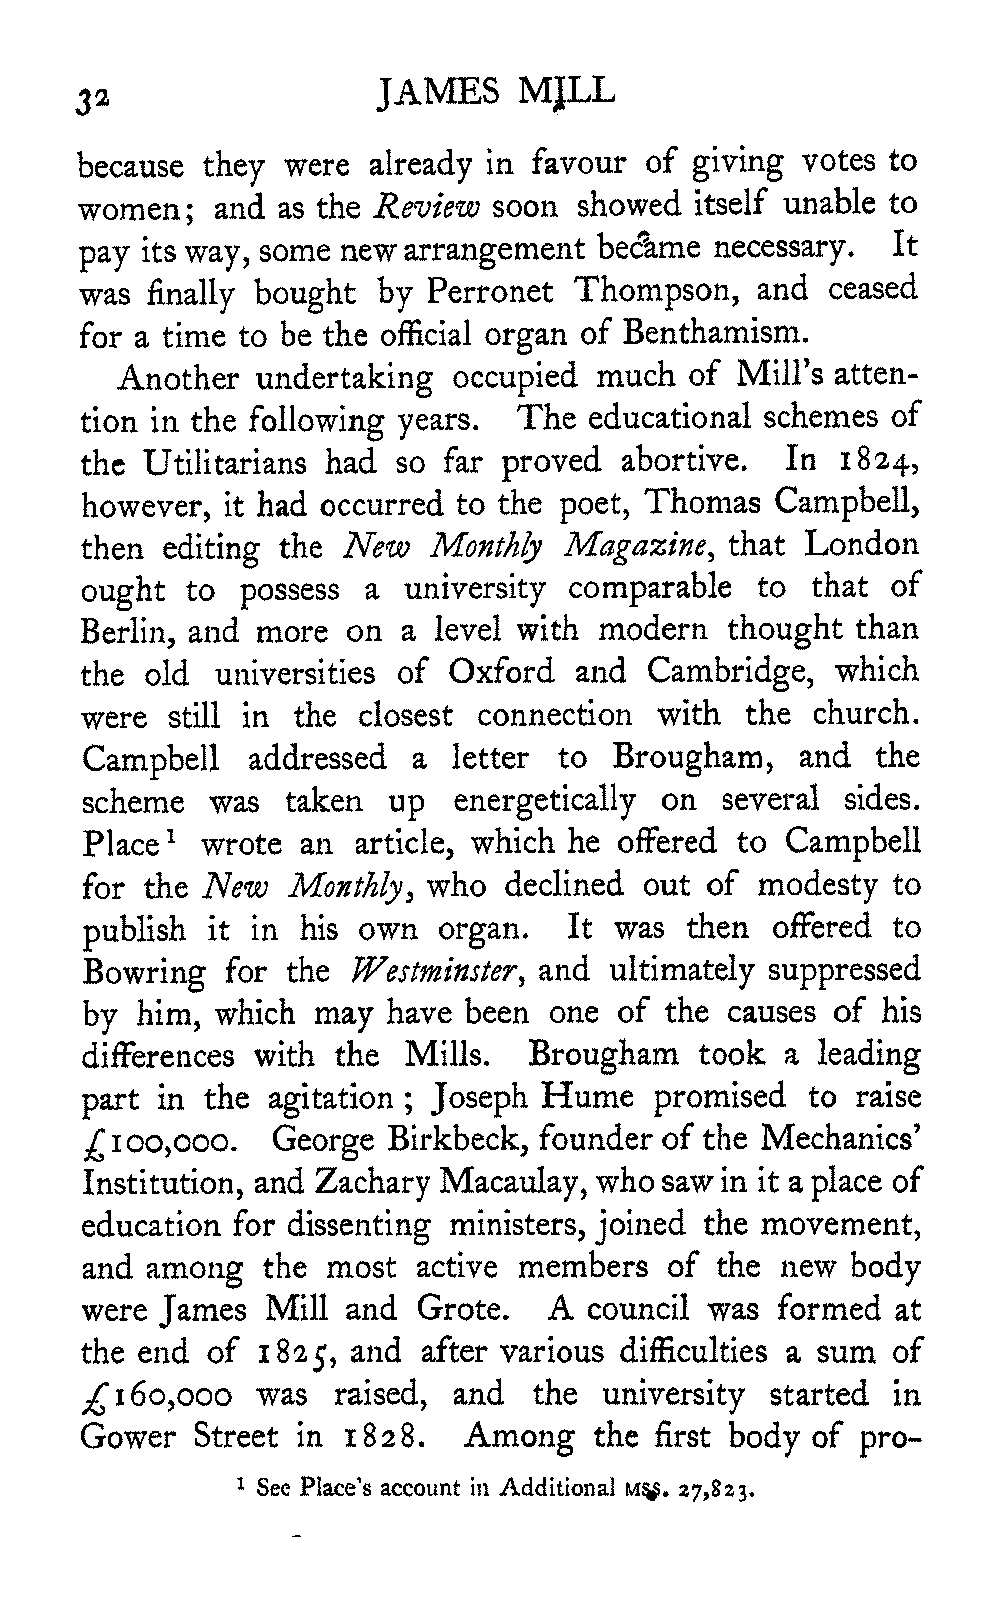 32 JAMES MILL
because they were already in favour of giving votes to
women; and as the Review soon showed itself unable to
pay its way, some new arrangement became necessary. It
was finally bought by Perronet Thompson, and ceased
for a time to be the official organ of Benthamism.
Another undertaking occupied much of Mill's atten-
tion in the following years. The educational schemes of
the Utilitarians had so far proved abortive. In 1824,
however, it had occurred to the poet, Thomas Campbell,
then editing the New Monthly Magazine, that London
ought to possess a university comparable to that of
Berlin, and more on a level with modern thought than
the old universities of Oxford and Cambridge, which
were still in the closest connection with the church.
Campbell addressed a letter to Brougham, and the
scheme was taken up energetically on several sides.
Place¹ wrote an article, which he offered to Campbell
for the New Monthly, who declined out of modesty to
publish it in his own organ. It was then offered to
Bowring for the Westminster, and ultimately suppressed
by him, which may have been one of the causes of his
differences with the Mills. Brougham took a leading
part in the agitation; Joseph Hume promised to raise
£100,000. George Birkbeck, founder of the Mechanics'
Institution, and Zachary Macaulay, who saw in it a place of
education for dissenting ministers, joined the movement,
and among the most active members of the new body
were James Mill and Grote. A council was formed at
the end of 1825, and after various difficulties a sum of
£160,000 was raised, and the university started in
Gower Street in 1828. Among the first body of pro-
¹ See Place's account in Additional MSS. 27,823.